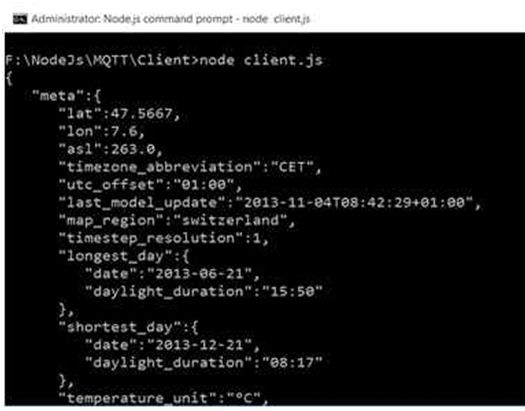 Administrator: Node.js command prompt - node client.js
F:\NodeJs\MQTT\Client>node client.js
{
"meta":{
"lat":47.5667,
"lon":7.6,
"asl":263.0,
"timezone_abbreviation":"CET",
"utc_offset":"01:00",
"last_model_update":"2013-11-04T08:42:29+01:00",
"map_region":"switzerland",
"timestep_resolution":1,
"longest_day":{
"date":"2013-06-21",
"daylight_duration":"15:50"
},
"shortest_day":{
"date":"2013-12-21",
"daylight_duration":"08:17"
},
"temperature_unit":"°C",